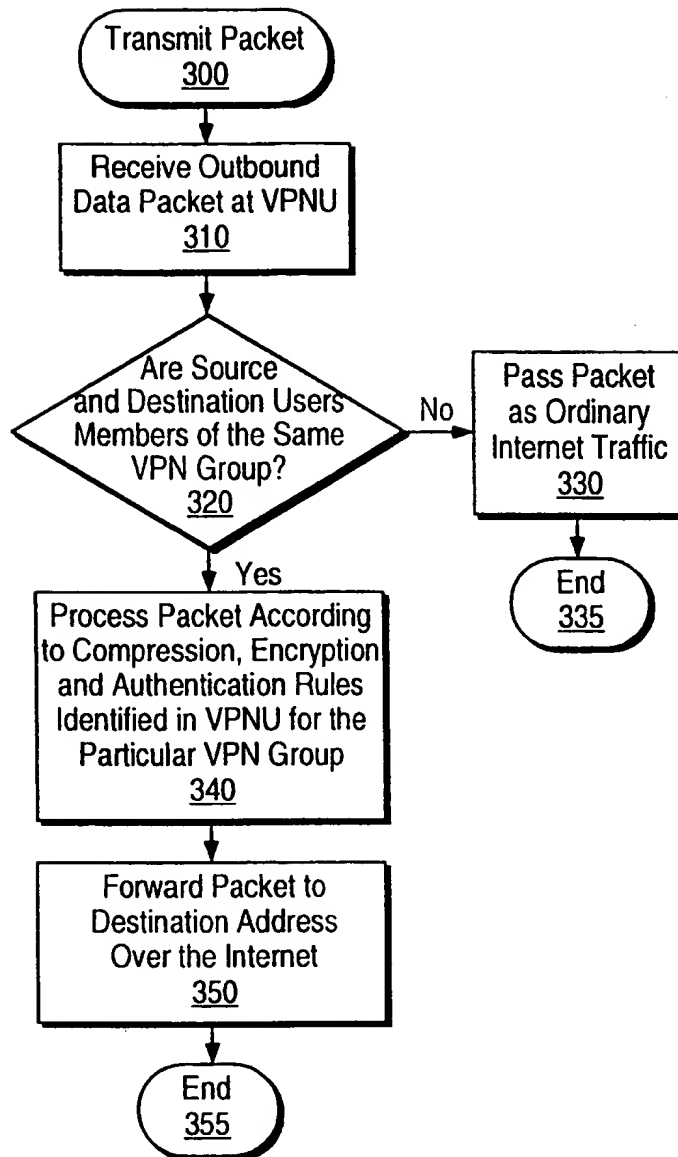 Transmit Packet
300
Receive Outbound
Data Packet at VPNU
310
Are Source
and Destination Users
Members of the Same
VPN Group?
320
No
Pass Packet
as Ordinary
Internet Traffic
330
End
335
Yes
Process Packet According
to Compression, Encryption
and Authentication Rules
Identified in VPNU for the
Particular VPN Group
340
Forward Packet to
Destination Address
Over the Internet
350
End
355